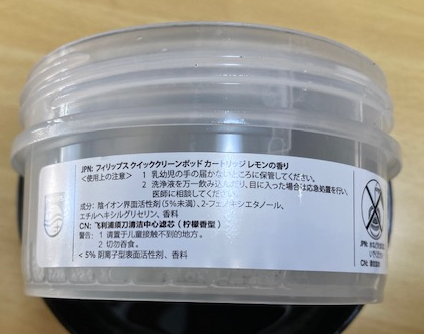 JPN: フィリップス クイッククリーンポッド カートリッジ レモンの香り
<使用上の注意> 1 乳幼児の手の届かないところに保管してください。
2 洗浄液を万一飲み込んだり、目に入った場合は応急処置を行い、
医師に相談してください。
成分: 陰イオン界面活性剤(5%未満)、2-フェノキシエタノール、
エチルヘキシルグリセリン、香料
CN: 飞利浦须刀清洁中心滤芯（柠檬香型）
警告: 1 请置于儿童接触不到的地方。
2 切勿吞食。
< 5% 阴离子型表面活性剂、香料
JPN:
CN: